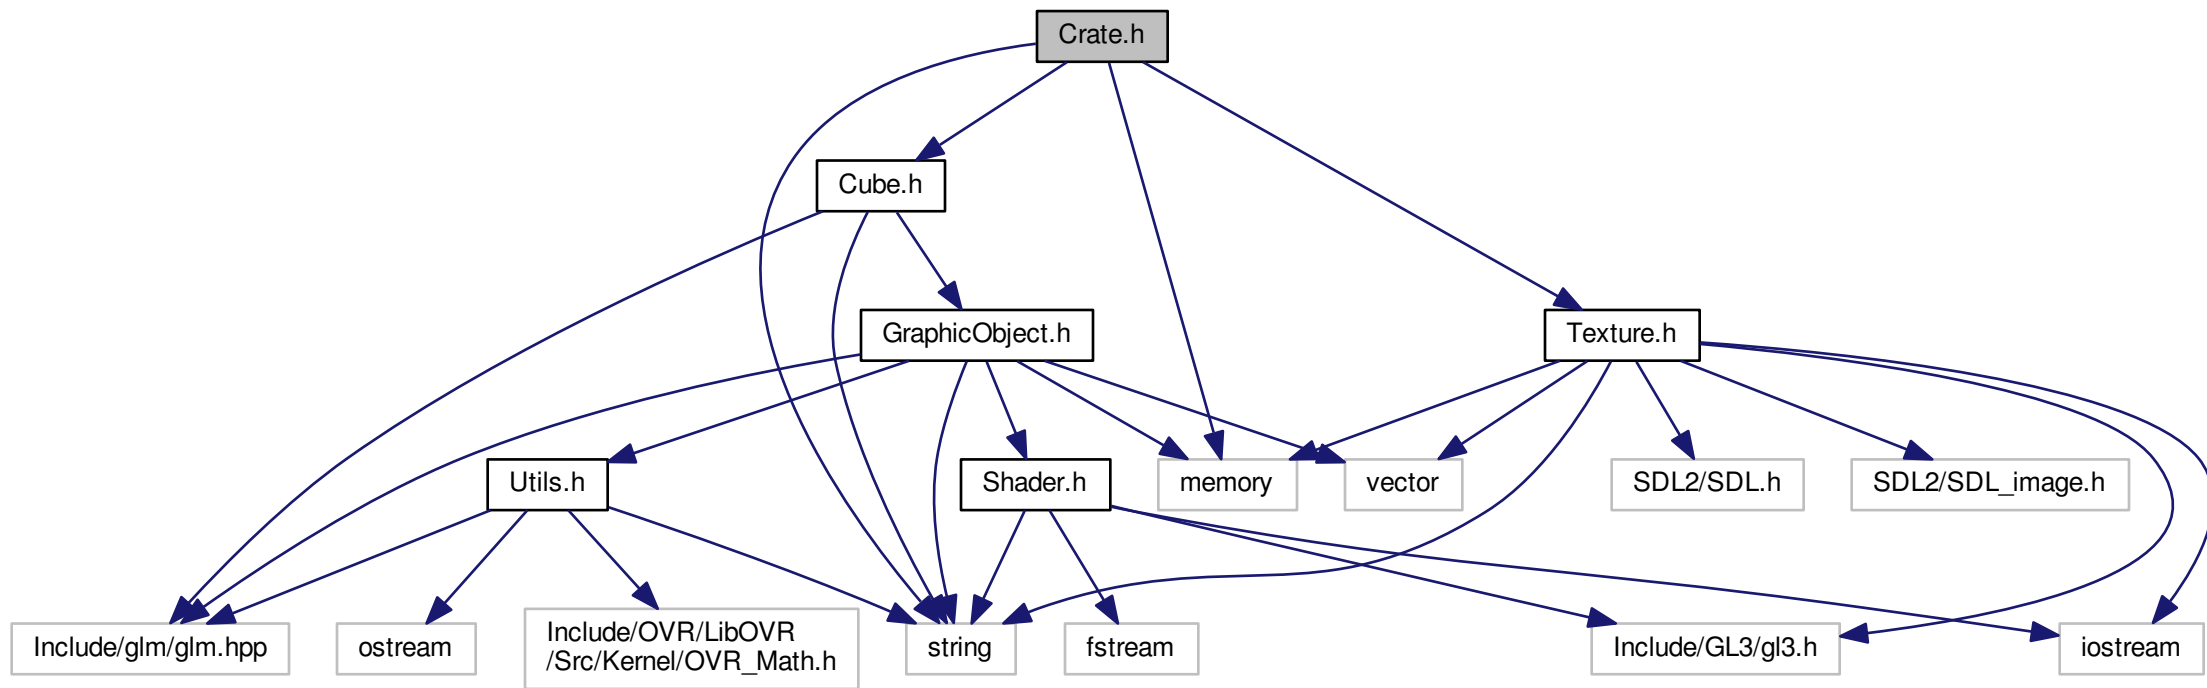 Crate.h
Cube.h
GraphicObject.h
Texture.h
Utils.h
Shader.h
memory
vector
SDL2/SDL.h
SDL2/SDL_image.h
Include/glm/glm.hpp
ostream
Include/OVR/LibOVR
/Src/Kernel/OVR_Math.h
string
fstream
Include/GL3/gl3.h
iostream